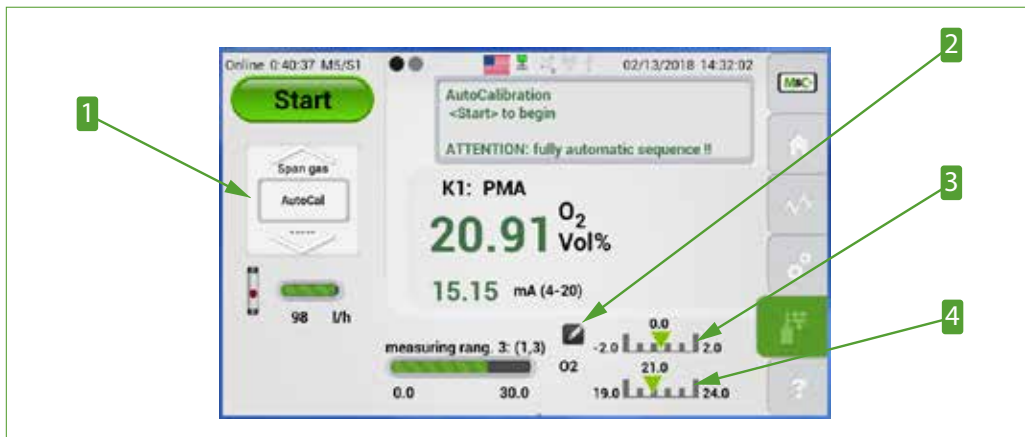 Online 0:40:37 M5/S1
02/13/2018 14:32:02
Start
AutoCalibration
<Start> to begin
ATTENTION: fully automatic sequence !!
M&C
Span gas
AutoCal
-----
98 l/h
K1: PMA
20.91 O2 Vol%
15.15 mA (4-20)
measuring rang. 3: (1,3)
0.0 30.0
O2
0.0
-2.0 2.0
21.0
19.0 24.0
?
1
2
3
4